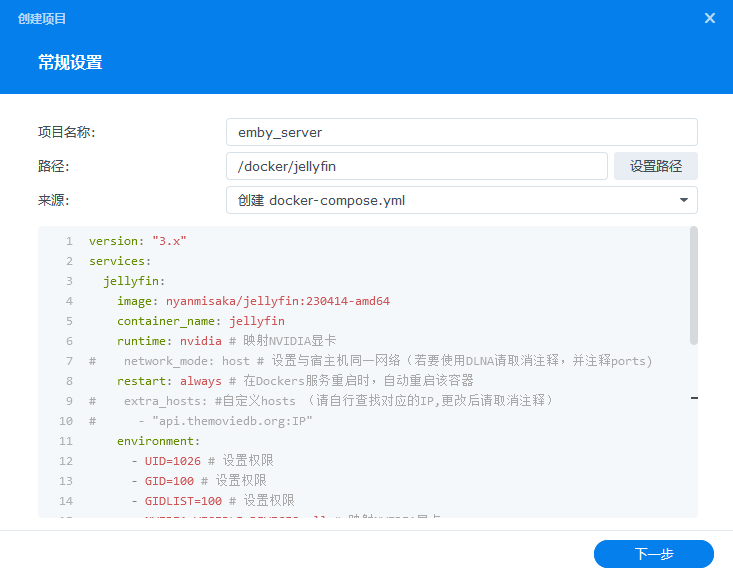 创建项目
常规设置
项目名称: emby_server
路径: /docker/jellyfin 设置路径
来源: 创建 docker-compose.yml
1 version: "3.x"
2 services:
3 jellyfin:
4 image: nyanmisaka/jellyfin:230414-amd64
5 container_name: jellyfin
6 runtime: nvidia # 映射NVIDIA显卡
7 # network_mode: host # 设置与宿主机同一网络（若要使用DLNA请取消注释，并注释ports）
8 restart: always # 在Dockers服务重启时，自动重启该容器
9 # extra_hosts: #自定义hosts （请自行查找对应的IP,更改后请取消注释）
10 # - "api.themoviedb.org:IP"
11 environment:
12 - UID=1026 # 设置权限
13 - GID=100 # 设置权限
14 - GIDLIST=100 # 设置权限
下一步